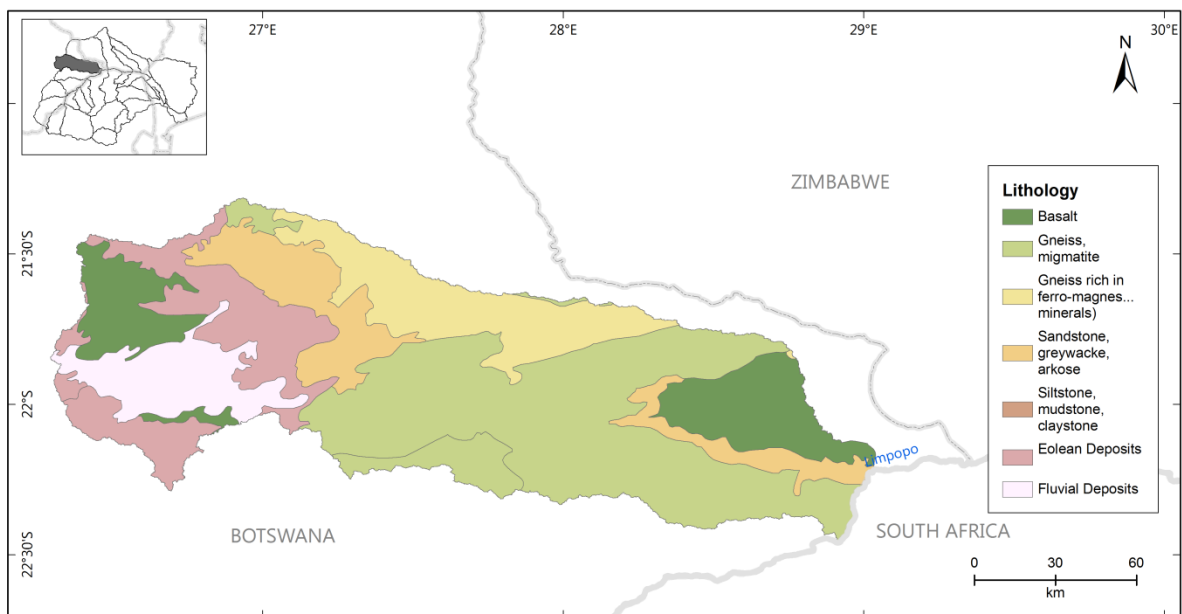 27°E
28°E
29°E
30°E
N
ZIMBABWE
21°30'S
22°S
22°30'S
Limpopo
BOTSWANA
SOUTH AFRICA
Lithology
Basalt
Gneiss,
migmatite
Gneiss rich in
ferro-magnes...
minerals)
Sandstone,
greywacke,
arkose
Siltstone,
mudstone,
claystone
Eolean Deposits
Fluvial Deposits
0 30 60
km